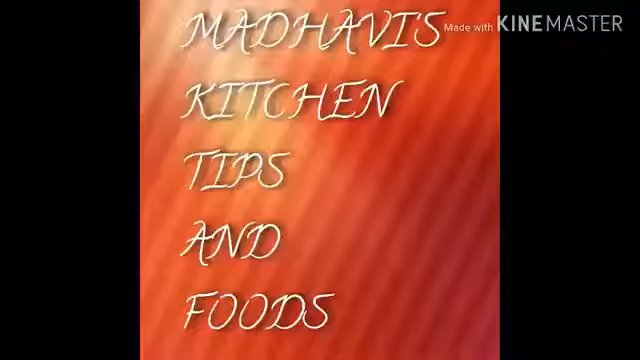 MADHAVI'S
Made with KINEMASTER
KITCHEN
TIPS
AND
FOODS